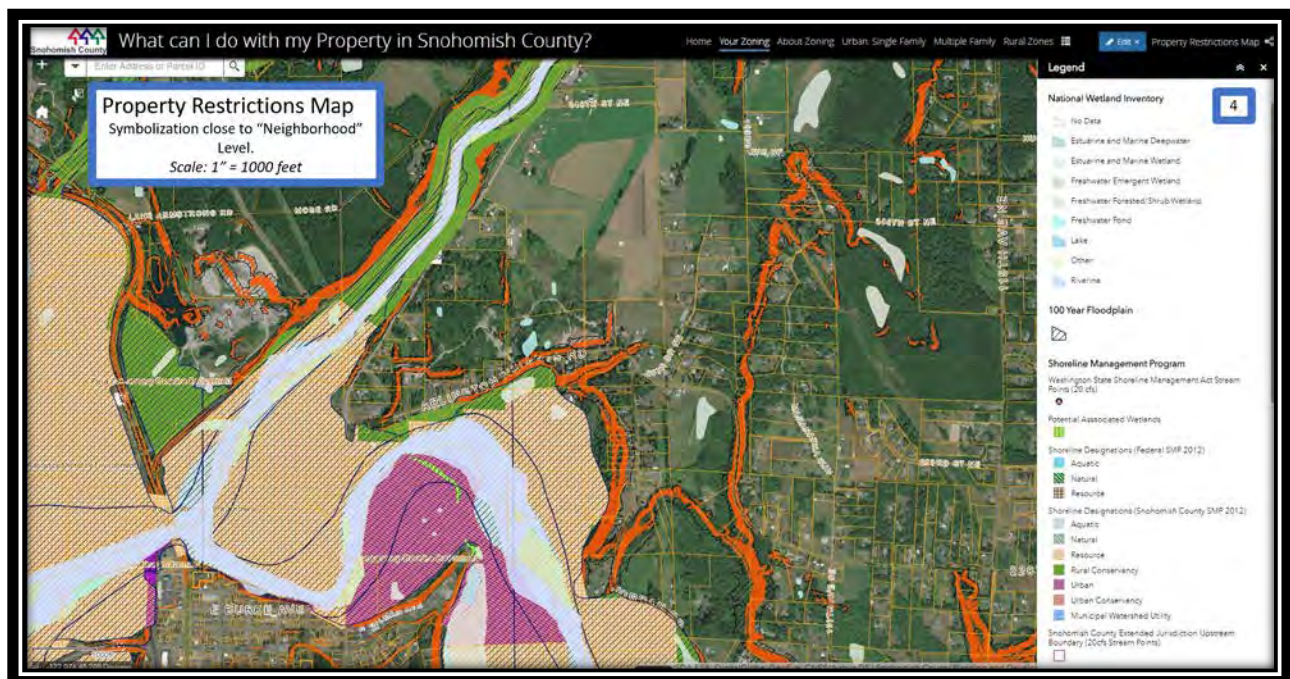 Snohomish County
What can I do with my Property in Snohomish County?
Home Your Zoning About Zoning Urban: Single Family Multiple Family Rural Zones
Edit
Property Restrictions Map
Enter Address or Parcel ID
Property Restrictions Map
Symbolization close to "Neighborhood"
Level.
Scale: 1" = 1000 feet
LAKE ARMSTRONG RD
E BURKE AVE
Legend
4
National Wetland Inventory
No Data
Estuarine and Marine Deepwater
Estuarine and Marine Wetland
Freshwater Emergent Wetland
Freshwater Forested/Shrub Wetland
Freshwater Pond
Lake
Other
Riverine
100 Year Floodplain
Shoreline Management Program
Washington State Shoreline Management Act Stream
Points (20 cfs)
Potential Associated Wetlands
Shoreline Designations (Federal SMP 2012)
Aquatic
Natural
Resource
Shoreline Designations (Snohomish County SMP 2012)
Aquatic
Natural
Resource
Rural Conservancy
Urban
Urban Conservancy
Municipal Watershed Utility
Snohomish County Extended Jurisdiction Upstream
Boundary (20cfs Stream Points)